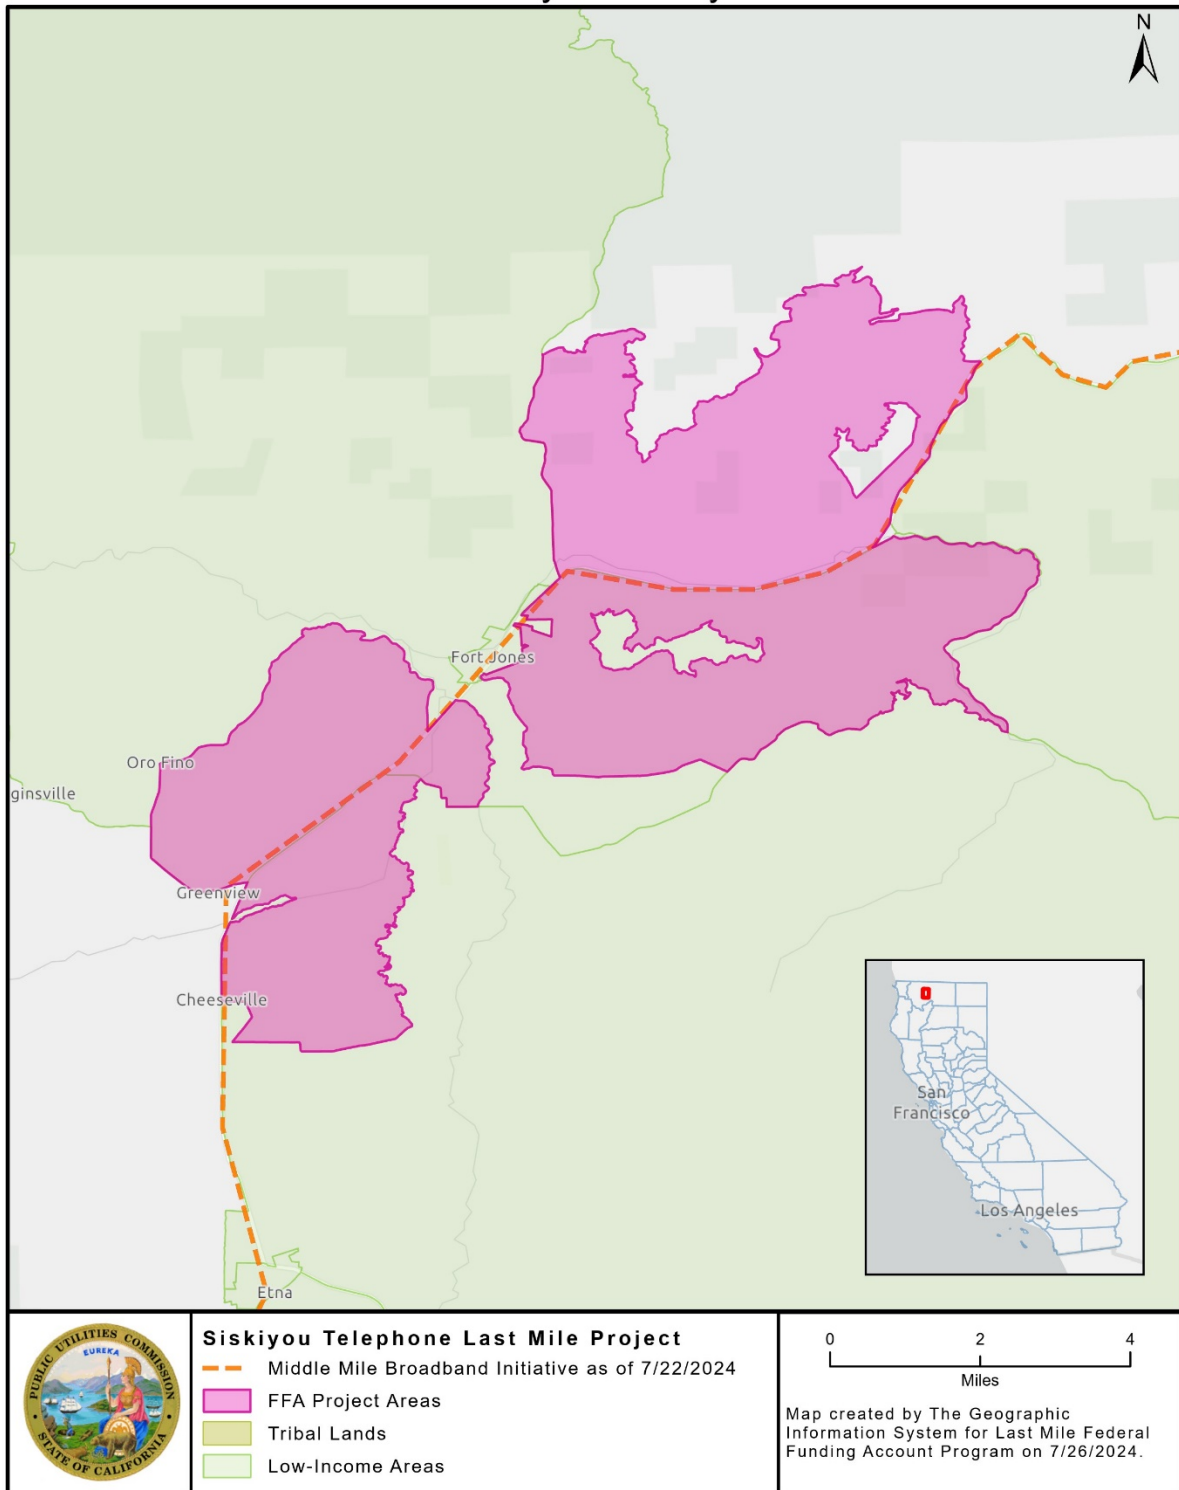 N
Fort Jones
Oro Fino
ginsville
Greenview
Cheeseville
San
Francisco
Los Angeles
Etna
PUBLIC UTILITIES COMMISSION
EUREKA
STATE OF CALIFORNIA
Siskiyou Telephone Last Mile Project
Middle Mile Broadband Initiative as of 7/22/2024
FFA Project Areas
Tribal Lands
Low-Income Areas
0 2 4
Miles
Map created by The Geographic
Information System for Last Mile Federal
Funding Account Program on 7/26/2024.